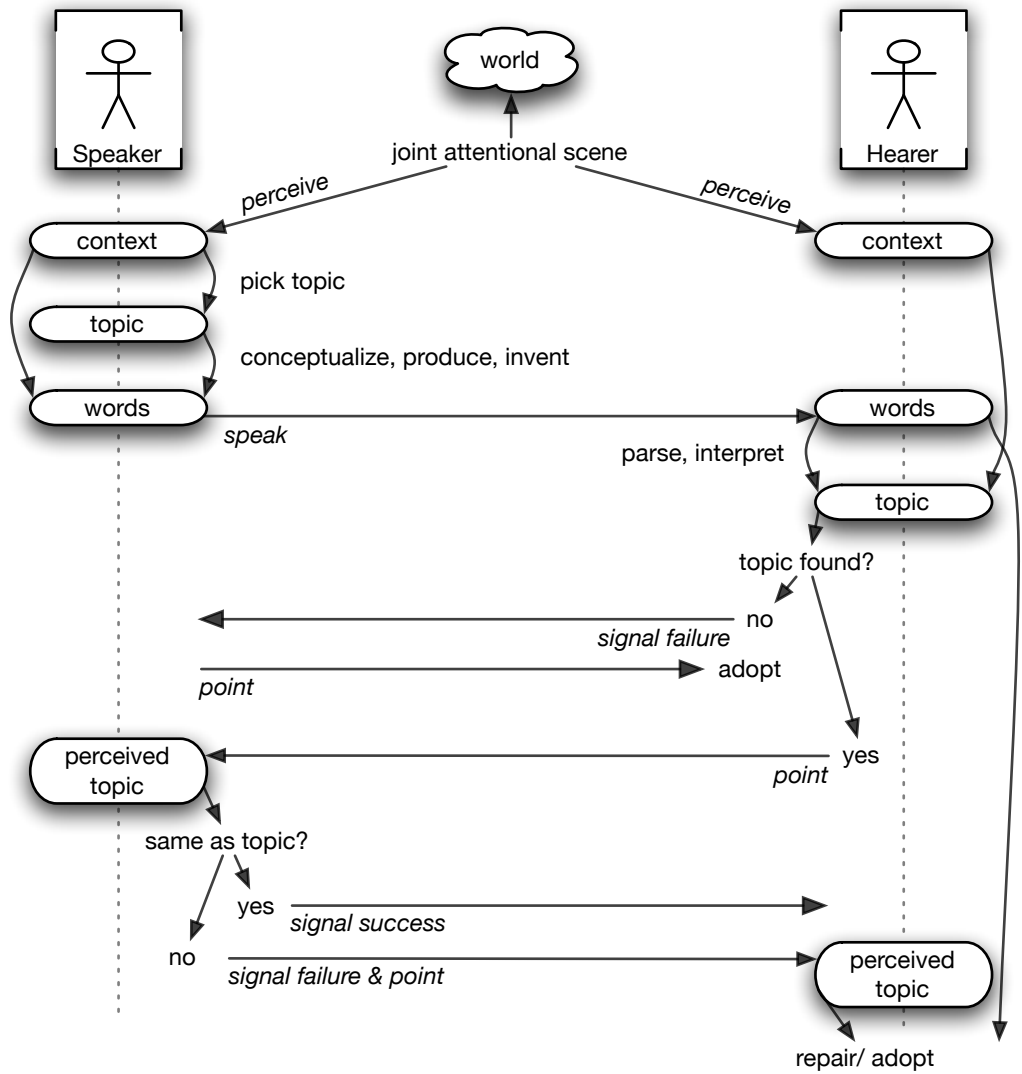 world
Speaker
joint attentional scene
Hearer
perceive
perceive
context
context
pick topic
topic
conceptualize, produce, invent
words
words
speak
parse, interpret
topic
topic found?
no
signal failure
adopt
point
perceived
topic
yes
point
same as topic?
yes
signal success
no
signal failure & point
perceived
topic
repair/ adopt